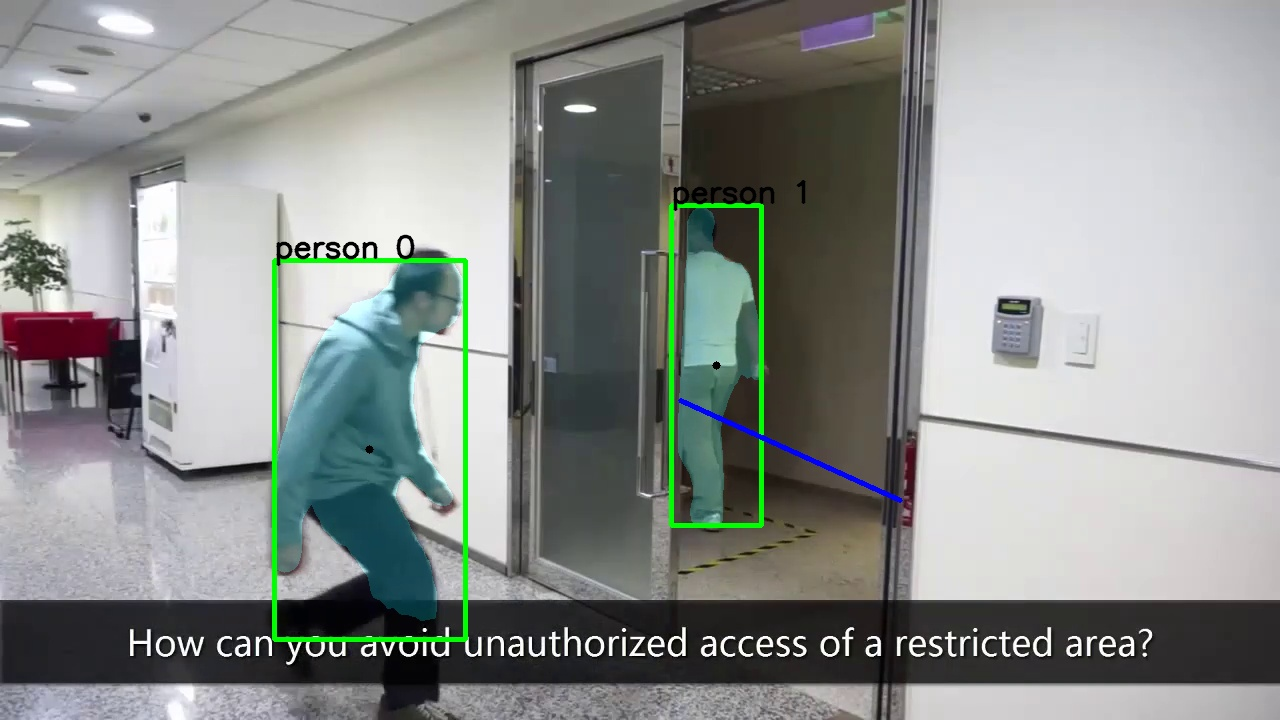 person 1
person 0
How can you avoid unauthorized access of a restricted area?